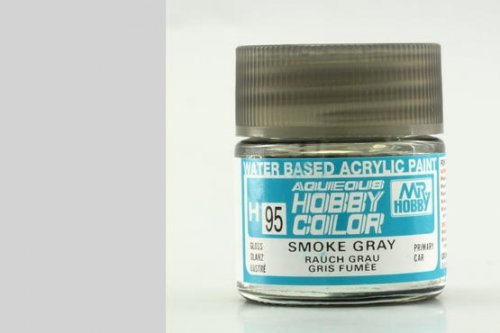 WATER BASED ACRYLIC PAINT
AQUEOUS
HOBBY
COLOR
H 95
MR.
HOBBY
GLOSS
GLANZ
LUSTRÉ
SMOKE GRAY
RAUCH GRAU
GRIS FUMÉE
PRIMARY
CAR